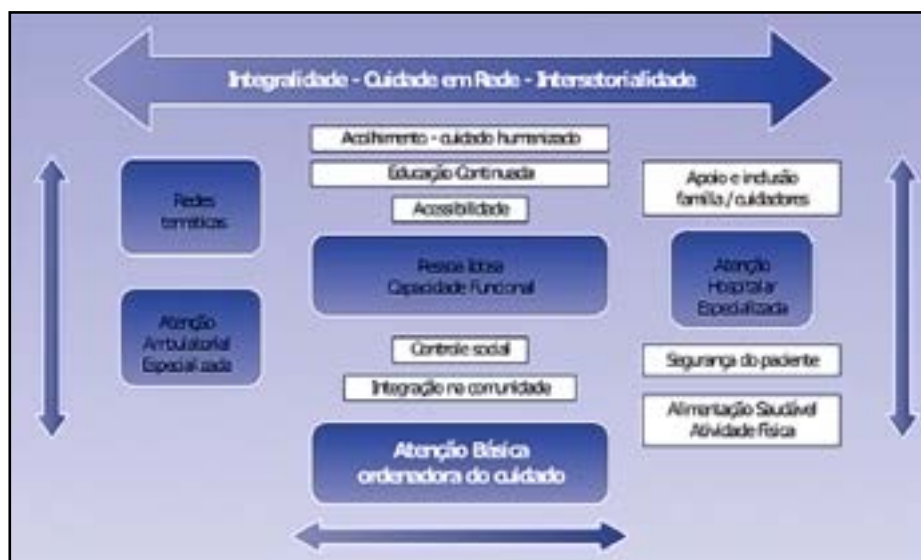 Integralidade - Cuidade em Rede - Intersetorialidade
Acolhimento - cuidado humanizado
Educação Continuada
Acessibilidade
Redes
temáticas
Pessoa Idosa
Capacidade Funcional
Apoio e inclusão
família / cuidadores
Atenção
Hospitalar
Especializada
Atenção
Ambulatorial
Especializada
Controle social
Integração na comunidade
Segurança do paciente
Alimentação Saudável
Atividade Física
Atenção Básica
ordenadora do cuidado